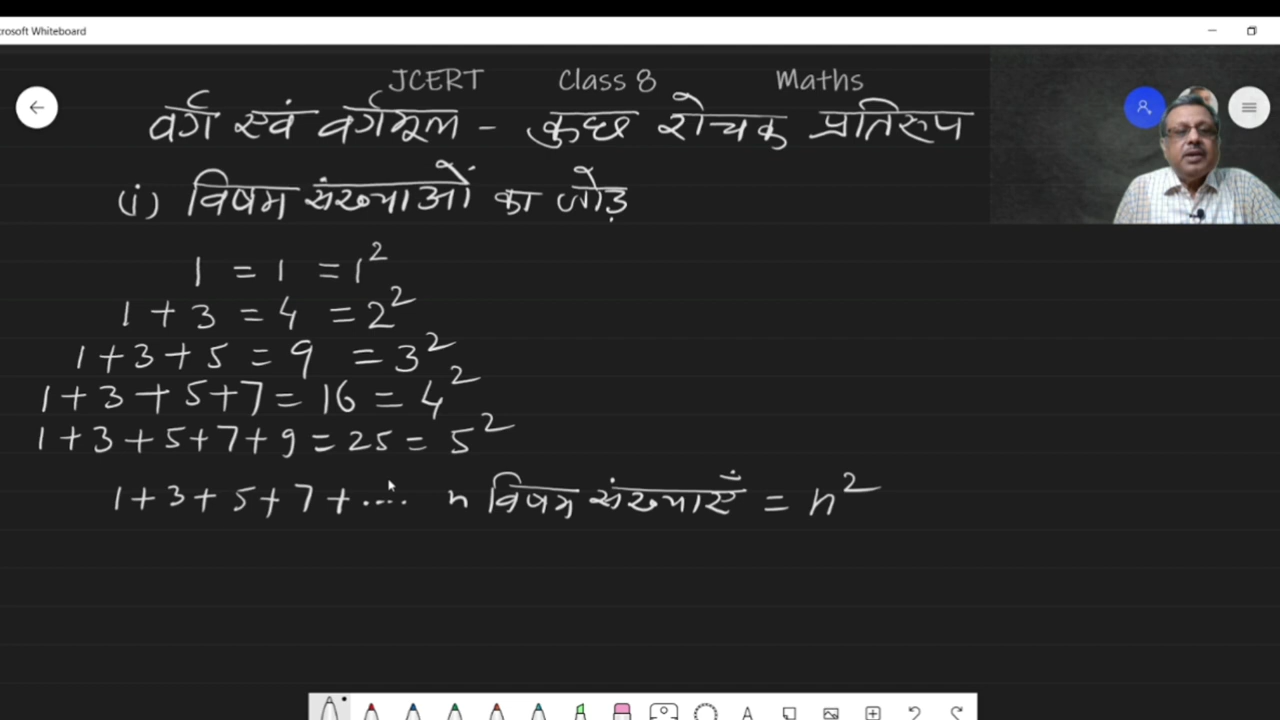 rosoft Whiteboard
JCERT Class 8 Maths
वर्ग एवं वर्गमूल - कुछ रोचक प्रतिरूप
(i) विषम संख्याओं का जोड़
1 = 1 = 1²
1 + 3 = 4 = 2²
1 + 3 + 5 = 9 = 3²
1 + 3 + 5 + 7 = 16 = 4²
1 + 3 + 5 + 7 + 9 = 25 = 5²
1 + 3 + 5 + 7 + ..... n विषम संख्याएँ = n²